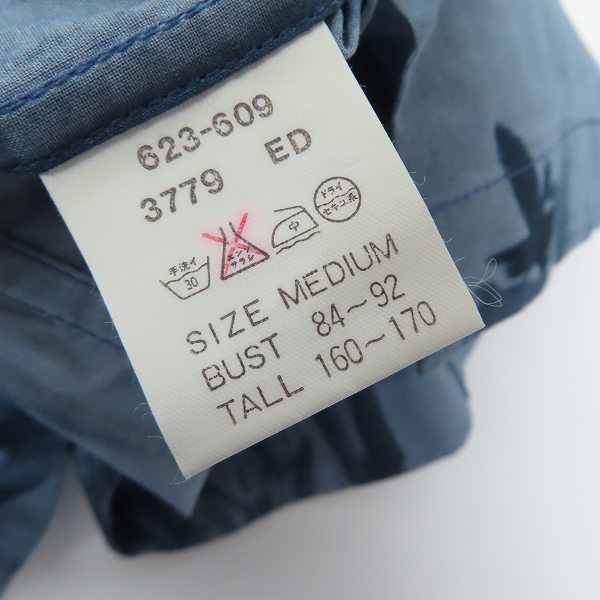 623-609
3779 ED
手洗イ 30 エンソ サラシ 中 ドライ セキユ系
SIZE MEDIUM
BUST 84〜92
TALL 160〜170